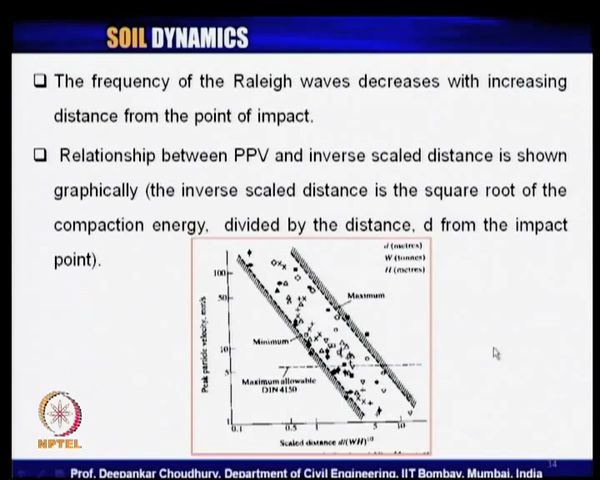 SOIL DYNAMICS
The frequency of the Raleigh waves decreases with increasing
distance from the point of impact.
Relationship between PPV and inverse scaled distance is shown
graphically (the inverse scaled distance is the square root of the
compaction energy, divided by the distance, d from the impact
point).
d (metres)
W (tonnes)
H (metres)
100
50
10
5
1
Peak particle velocity, mm/s
Maximum
Minimum
Maximum allowable
DIN 4150
0.1 0.5 1 5 10
Scaled distance d/(WH)
NPTEL
34
Prof. Deepankar Choudhury, Department of Civil Engineering, IIT Bombay, Mumbai, India